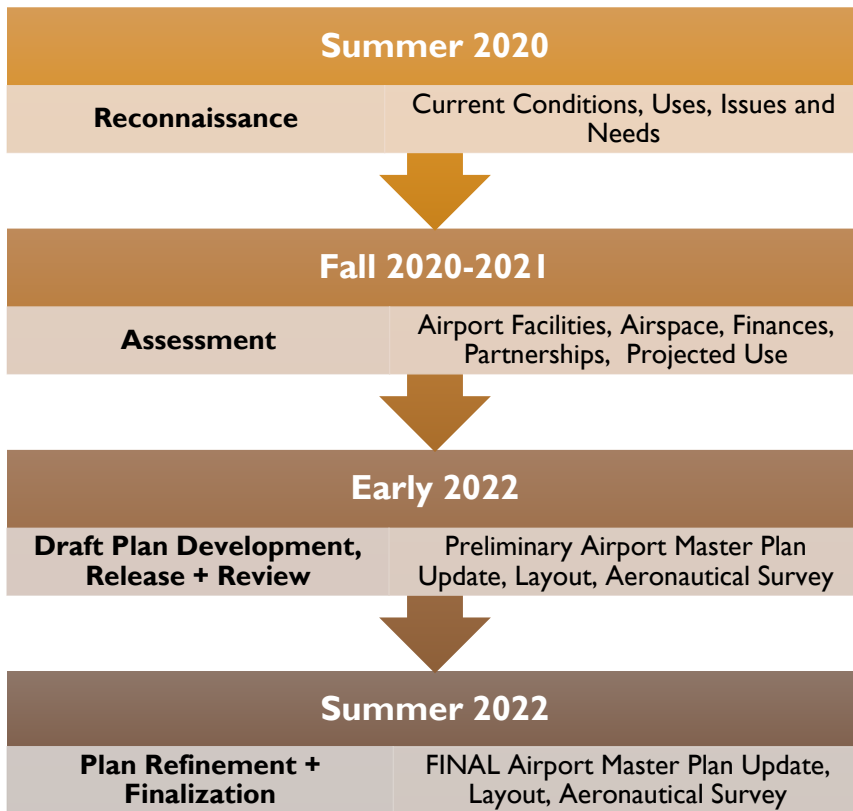 Summer 2020
Reconnaissance
Current Conditions, Uses, Issues and
Needs
Fall 2020-2021
Assessment
Airport Facilities, Airspace, Finances,
Partnerships, Projected Use
Early 2022
Draft Plan Development,
Release + Review
Preliminary Airport Master Plan
Update, Layout, Aeronautical Survey
Summer 2022
Plan Refinement +
Finalization
FINAL Airport Master Plan Update,
Layout, Aeronautical Survey